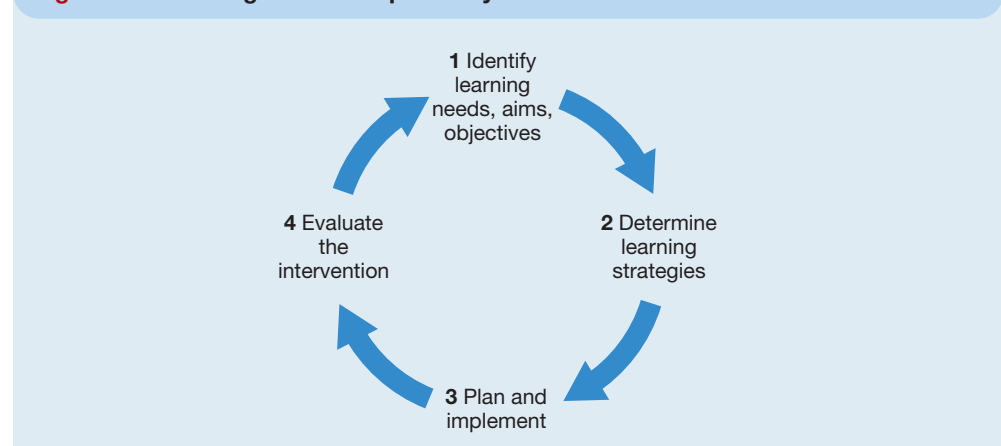 1 Identify
learning
needs, aims,
objectives
2 Determine
learning
strategies
3 Plan and
implement
4 Evaluate
the
intervention